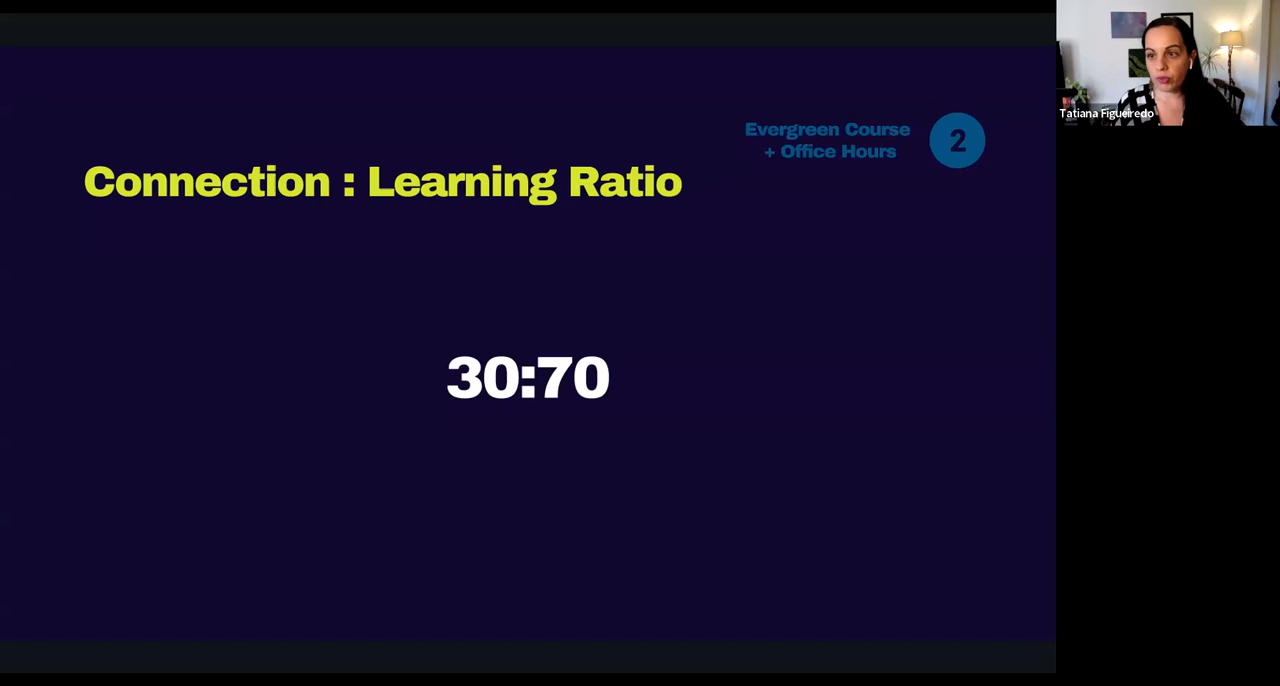 Evergreen Course
+ Office Hours
2
Connection : Learning Ratio
30:70
Tatiana Figueiredo